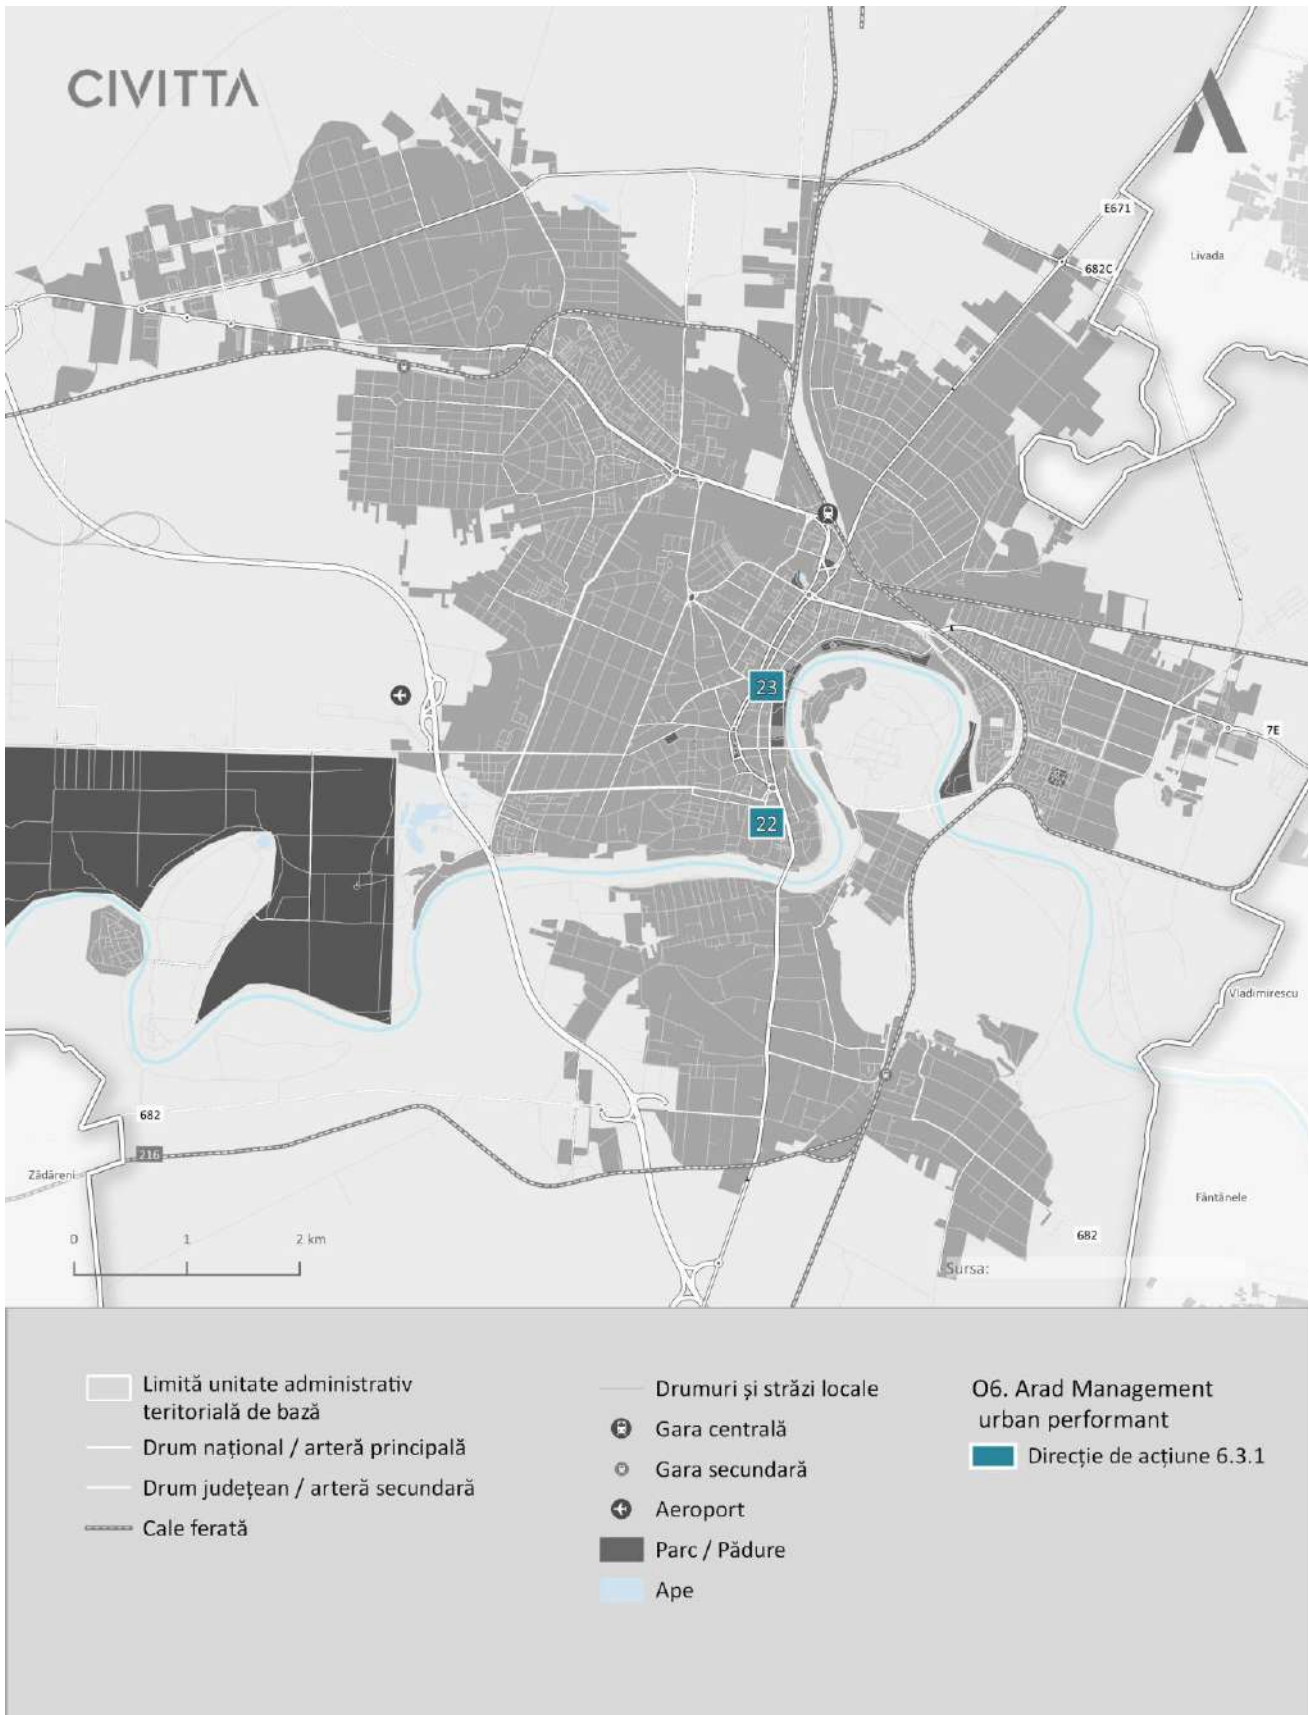 CIVITTA
E671
Livada
682C
23
7E
22
Vladimirescu
682
216
Zădăreni
Fântânele
682
0 1 2 km
Sursa:
Limită unitate administrativ
teritorială de bază
Drum național / arteră principală
Drum județean / arteră secundară
Cale ferată
Drumuri și străzi locale
Gara centrală
Gara secundară
Aeroport
Parc / Pădure
Ape
O6. Arad Management
urban performant
Direcție de acțiune 6.3.1